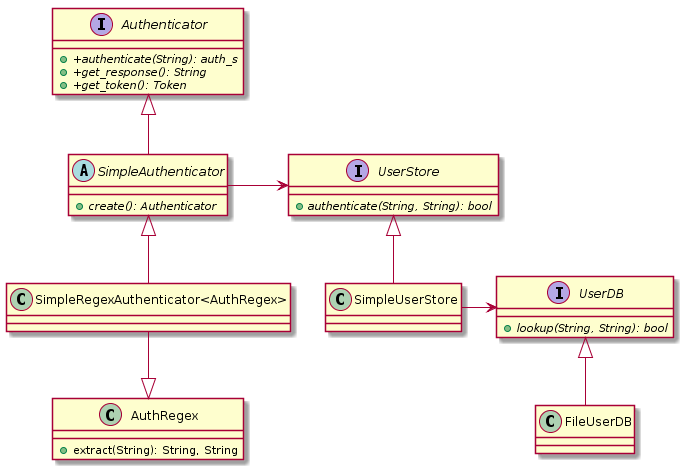 I Authenticator
+authenticate(String): auth_s
+get_response(): String
+get_token(): Token
A SimpleAuthenticator
create(): Authenticator
I UserStore
authenticate(String, String): bool
C SimpleRegexAuthenticator<AuthRegex>
C SimpleUserStore
I UserDB
lookup(String, String): bool
C AuthRegex
extract(String): String, String
C FileUserDB